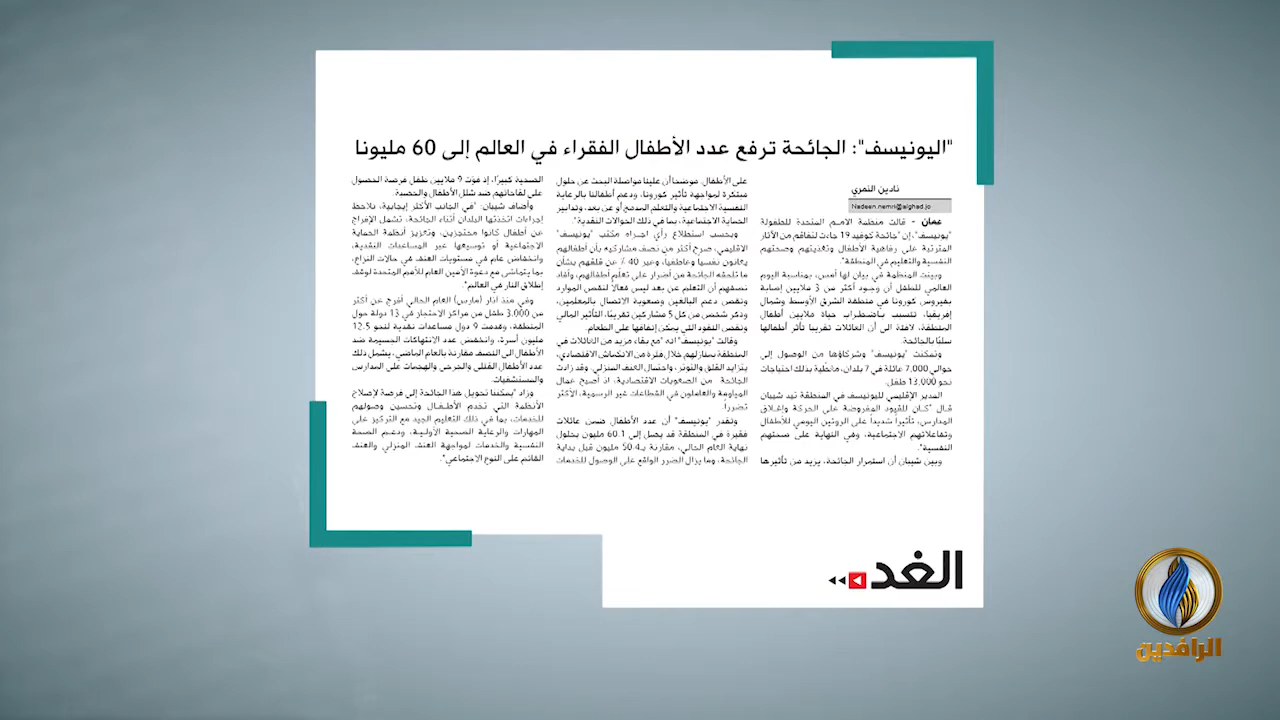 "اليونيسف": الجائحة ترفع عدد الأطفال الفقراء في العالم إلى 60 مليونا
نادين النمري
Nadeen.nemri@alghad.jo
عمان - قالت منظمة الأمم المتحدة للطفولة
"يونيسف"، إن "جائحة كوفيد 19 جاءت لتفاقم من الآثار
المترتبة على رفاهية الأطفال وتغذيتهم وصحتهم
النفسية والتعليم في المنطقة".
وبينت المنظمة في بيان لها أمس، بمناسبة اليوم
العالمي للطفل أن وجود أكثر من 3 ملايين إصابة
بفيروس كورونا في منطقة الشرق الأوسط وشمال
إفريقيا، تتسبب باضطراب حياة ملايين أطفال
المنطقة، لافتة الى أن العائلات تقريبا تأثر أطفالها
سلبًا بالجائحة.
وتمكنت "يونيسف" وشركاؤها من الوصول إلى
حوالي 7,000 عائلة في 7 بلدان، مغطّية بذلك احتياجات
نحو 13,000 طفل.
المدير الإقليمي لليونيسف في المنطقة تيد شيبان
قال "كان للقيود المفروضة على الحركة وإغلاق
المدارس، تأثيراً شديداً على الروتين اليومي للأطفال
وتفاعلاتهم الاجتماعية، وفي النهاية على صحتهم
النفسية".
وبين شيبان أن استمرار الجائحة، يزيد من تأثيرها
على الأطفال، موضحا أن علينا مواصلة البحث عن حلول
مبتكرة لمواجهة تأثير كورونا، ودعم أطفالنا بالرعاية
النفسية الاجتماعية والتعلم المدمج أو عن بعد، وتدابير
الحماية الاجتماعية، بما في ذلك الحوالات النقدية".
وبحسب استطلاع رأي اجراه مكتب "يونيسف"
الإقليمي، صرح أكثر من نصف مشاركيه بأن أطفالهم
يعانون نفسيا وعاطفيا، وعبر 40 ٪ عن قلقهم بشأن
ما تلحقه الجائحة من أضرار على تعلّم أطفالهم، وأفاد
نصفهم أن التعلم عن بعد ليس فعالا لنقص الموارد
ونقص دعم البالغين وصعوبة الاتصال بالمعلمين،
وذكر شخص من كل 5 مشاركين تقريبًا، التأثير المالي
ونقص النقود التي يمكن إنفاقها على الطعام.
وقالت "يونيسف" انه "مع بقاء مزيد من العائلات في
المنطقة بمنازلهم خلال فترة من الانكماش الاقتصادي،
يتزايد القلق والتوتر، واحتمال العنف المنزلي. وقد زادت
الجائحة من الصعوبات الاقتصادية، اذ أصبح عمال
المياومة والعاملون في القطاعات غير الرسمية، الأكثر
تضرراً.
وتقدر "يونيسف" أن عدد الأطفال ضمن عائلات
فقيرة في المنطقة قد يصل إلى 60.1 مليون بحلول
نهاية العام الحالي، مقارنة بـ50.4 مليون قبل بداية
الجائحة، وما يزال الضرر الواقع على الوصول للخدمات
الصحية كبيرًا، إذ فوت 9 ملايين طفل فرصة الحصول
على لقاحاتهم ضد شلل الأطفال والحصبة.
وأضاف شيبان: "في الجانب الأكثر إيجابية، نلاحظ
إجراءات اتخذتها البلدان أثناء الجائحة، تشمل الإفراج
عن أطفال كانوا محتجزين، وتعزيز أنظمة الحماية
الاجتماعية أو توسيعها عبر المساعدات النقدية،
وانخفاض عام في مستويات العنف في حالات النزاع،
بما يتماشى مع دعوة الأمين العام للأمم المتحدة لوقف
إطلاق النار في العالم".
وفي منذ آذار (مارس) العام الحالي أفرج عن أكثر
من 3,000 طفل من مراكز الاحتجاز في 13 دولة حول
المنطقة، وقدمت 9 دول مساعدات نقدية لنحو 12.5
مليون أسرة، وانخفض عدد الانتهاكات الجسيمة ضد
الأطفال الى النصف مقارنة بالعام الماضي، يشمل ذلك
عدد الأطفال القتلى والجرحى والهجمات على المدارس
والمستشفيات.
وزاد "يمكننا تحويل هذا الجائحة إلى فرصة لإصلاح
الأنظمة التي تخدم الأطفال وتحسين وصولهم
للخدمات، بما في ذلك التعليم الجيد مع التركيز على
المهارات والرعاية الصحية الأولية، ودعم الصحة
النفسية والخدمات لمواجهة العنف المنزلي والعنف
القائم على النوع الاجتماعي".
الغد
الرافدين